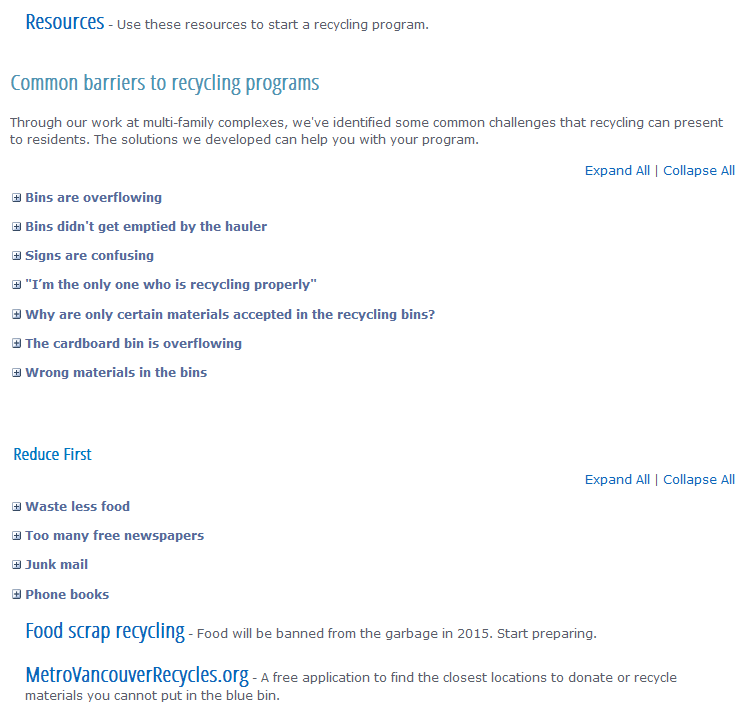 Resources - Use these resources to start a recycling program.
Common barriers to recycling programs
Through our work at multi-family complexes, we've identified some common challenges that recycling can present
to residents. The solutions we developed can help you with your program.
Expand All | Collapse All
Bins are overflowing
Bins didn't get emptied by the hauler
Signs are confusing
"I’m the only one who is recycling properly"
Why are only certain materials accepted in the recycling bins?
The cardboard bin is overflowing
Wrong materials in the bins
Reduce First
Expand All | Collapse All
Waste less food
Too many free newspapers
Junk mail
Phone books
Food scrap recycling - Food will be banned from the garbage in 2015. Start preparing.
MetroVancouverRecycles.org - A free application to find the closest locations to donate or recycle
materials you cannot put in the blue bin.